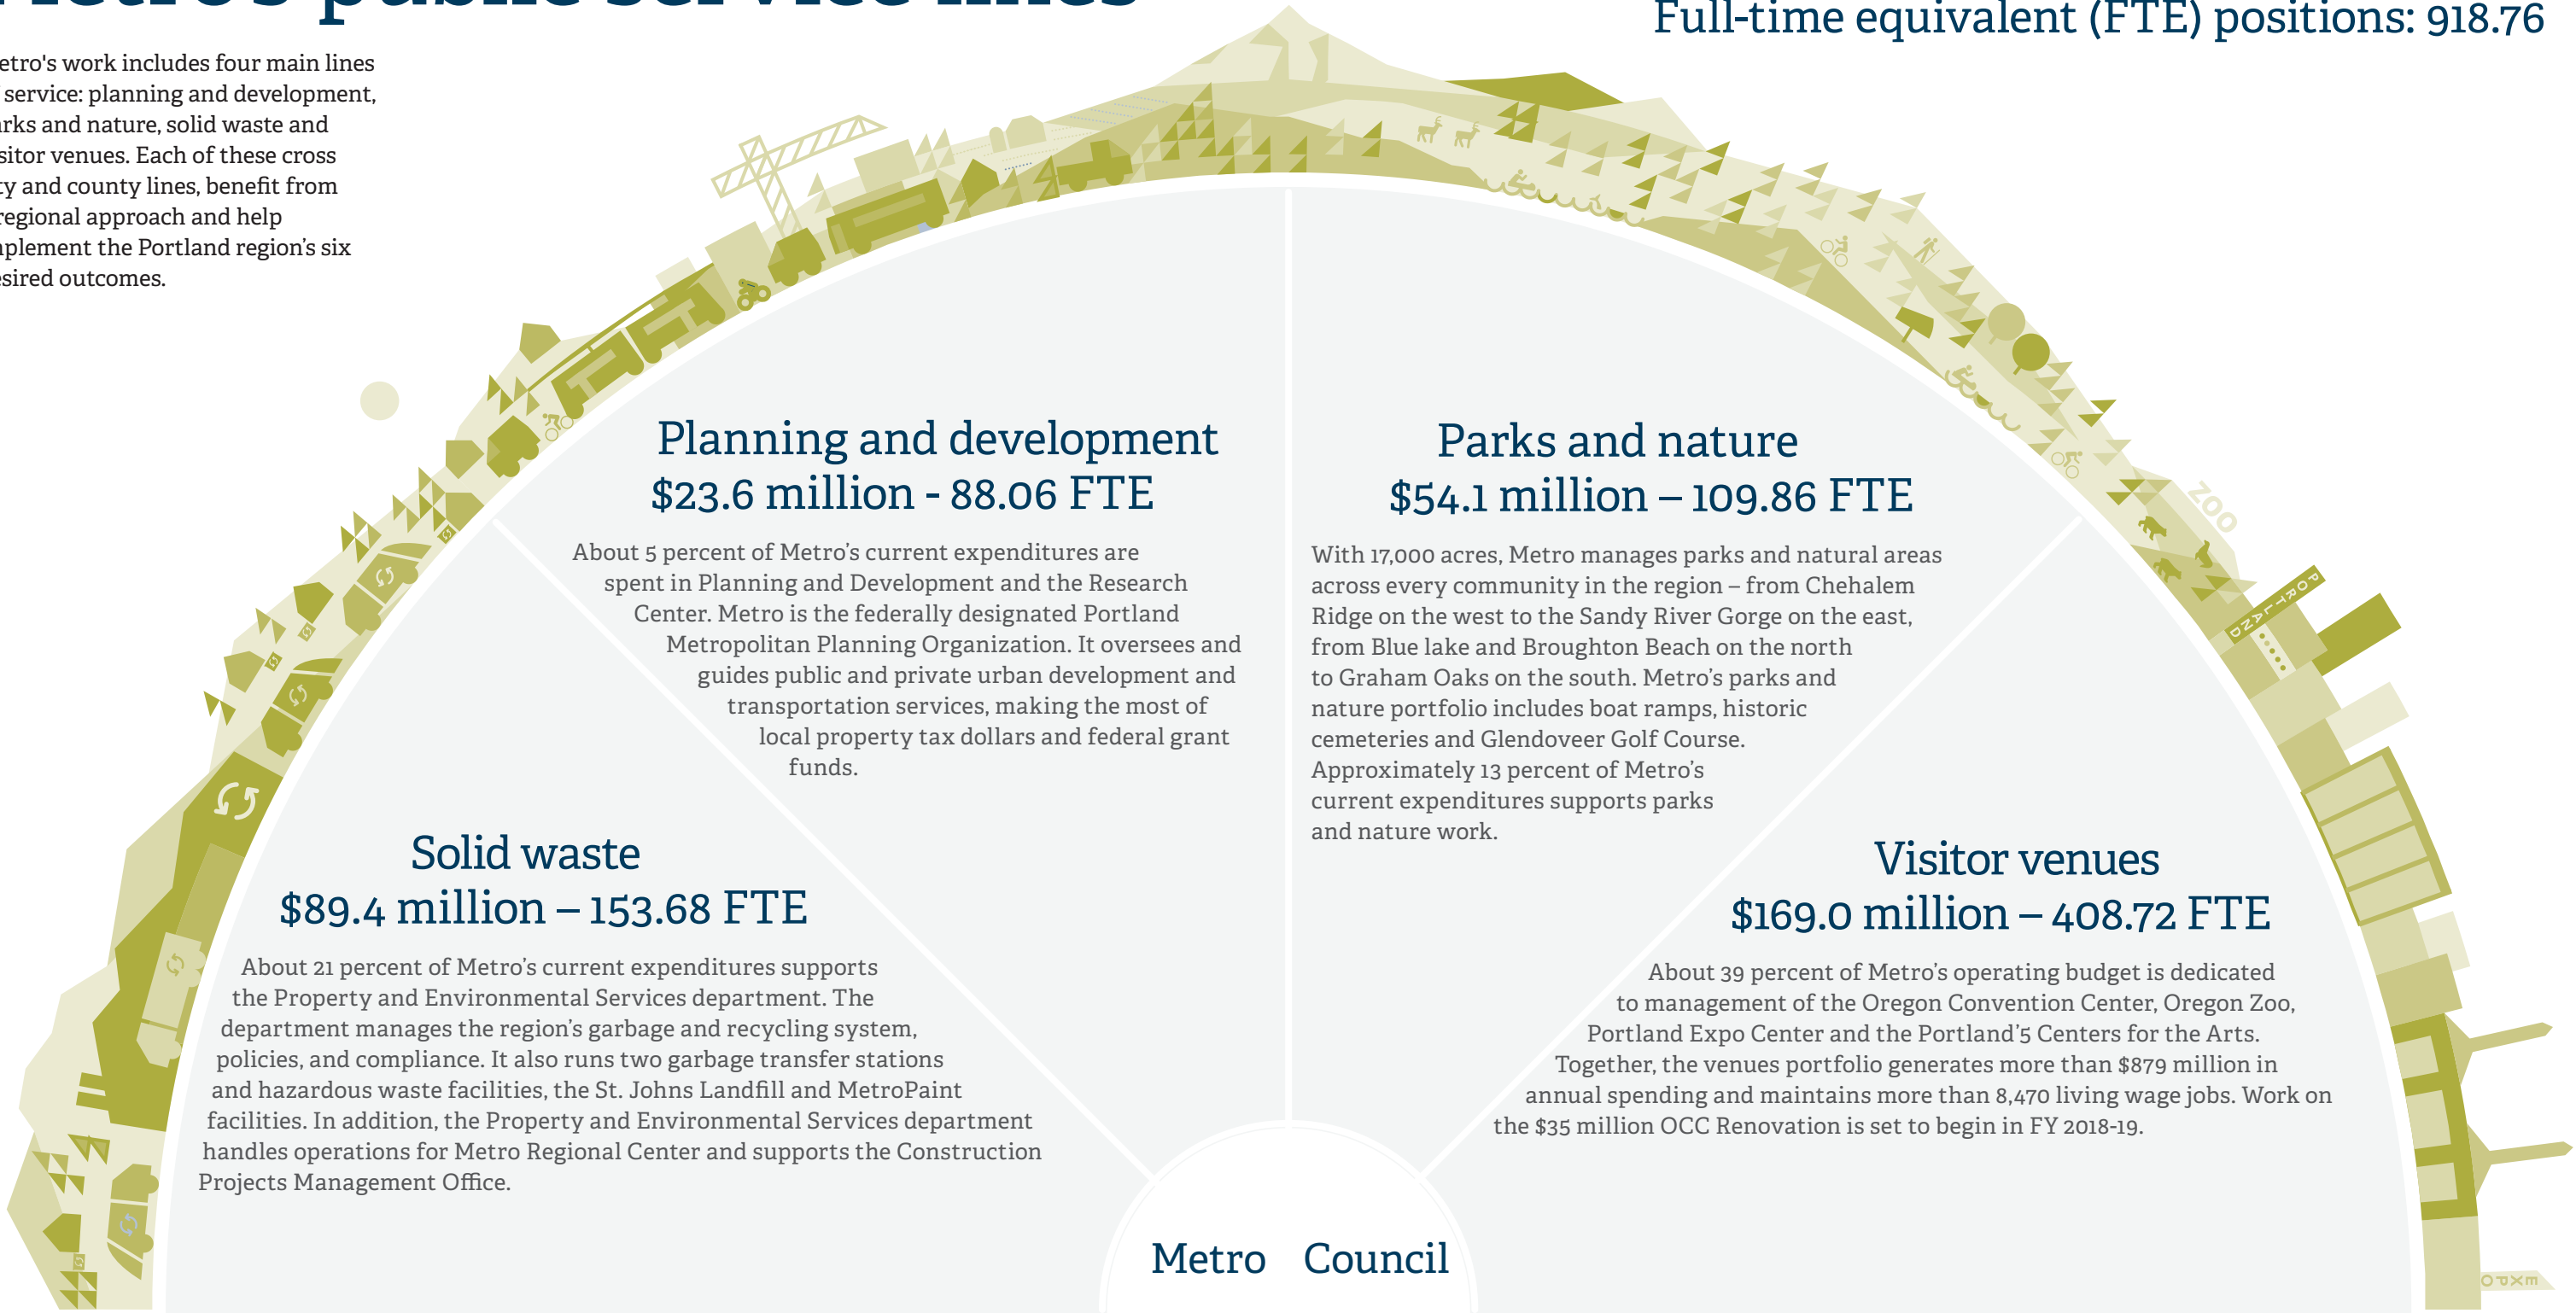 Metro's public service lines
Full-time equivalent (FTE) positions: 918.76
etro's work includes four main lines
service: planning and development,
rks and nature, solid waste and
sitor venues. Each of these cross
ty and county lines, benefit from
regional approach and help
nplement the Portland region’s six
esired outcomes.
Planning and development
$23.6 million - 88.06 FTE
About 5 percent of Metro’s current expenditures are
spent in Planning and Development and the Research
Center. Metro is the federally designated Portland
Metropolitan Planning Organization. It oversees and
guides public and private urban development and
transportation services, making the most of
local property tax dollars and federal grant
funds.
Parks and nature
$54.1 million – 109.86 FTE
With 17,000 acres, Metro manages parks and natural areas
across every community in the region – from Chehalem
Ridge on the west to the Sandy River Gorge on the east,
from Blue lake and Broughton Beach on the north
to Graham Oaks on the south. Metro’s parks and
nature portfolio includes boat ramps, historic
cemeteries and Glendoveer Golf Course.
Approximately 13 percent of Metro’s
current expenditures supports parks
and nature work.
Solid waste
$89.4 million – 153.68 FTE
About 21 percent of Metro’s current expenditures supports
the Property and Environmental Services department. The
department manages the region’s garbage and recycling system,
policies, and compliance. It also runs two garbage transfer stations
and hazardous waste facilities, the St. Johns Landfill and MetroPaint
facilities. In addition, the Property and Environmental Services department
handles operations for Metro Regional Center and supports the Construction
Projects Management Office.
Visitor venues
$169.0 million – 408.72 FTE
About 39 percent of Metro’s operating budget is dedicated
to management of the Oregon Convention Center, Oregon Zoo,
Portland Expo Center and the Portland’5 Centers for the Arts.
Together, the venues portfolio generates more than $879 million in
annual spending and maintains more than 8,470 living wage jobs. Work on
the $35 million OCC Renovation is set to begin in FY 2018-19.
Metro Council
ZOO
PORTLAND
EXPO